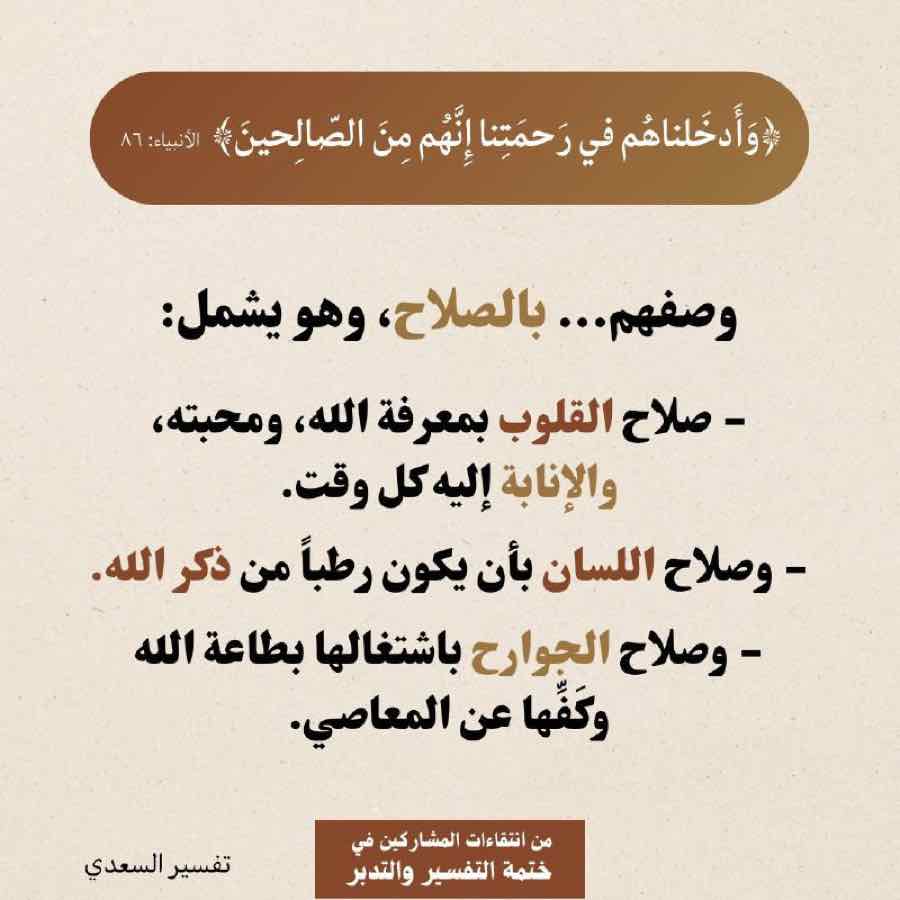 ﴿وَأَدخَلناهُم في رَحمَتِنا إِنَّهُم مِنَ الصّالِحينَ﴾ الأنبياء: ٨٦
وصفهم... بالصلاح، وهو يشمل:
- صلاح القلوب بمعرفة الله، ومحبته،
والإنابة إليه كل وقت.
- وصلاح اللسان بأن يكون رطباً من ذكر الله.
- وصلاح الجوارح باشتغالها بطاعة الله
وكَفِّها عن المعاصي.
من انتقاءات المشاركين في
ختمة التفسير والتدبر
تفسير السعدي